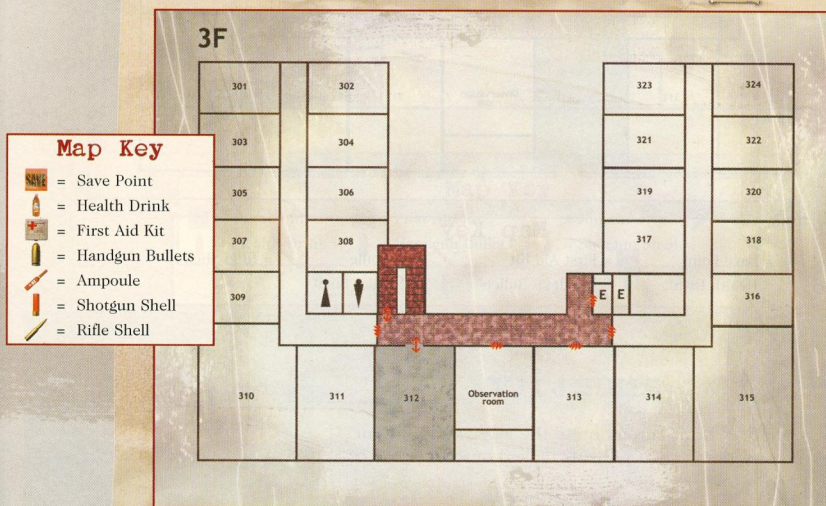 3F
301 302 323 324
303 304 321 322
305 306 319 320
307 308 317 318
309 E E 316
310 311 312 Observation room 313 314 315
Map Key
SAVE
= Save Point
= Health Drink
= First Aid Kit
= Handgun Bullets
= Ampoule
= Shotgun Shell
= Rifle Shell